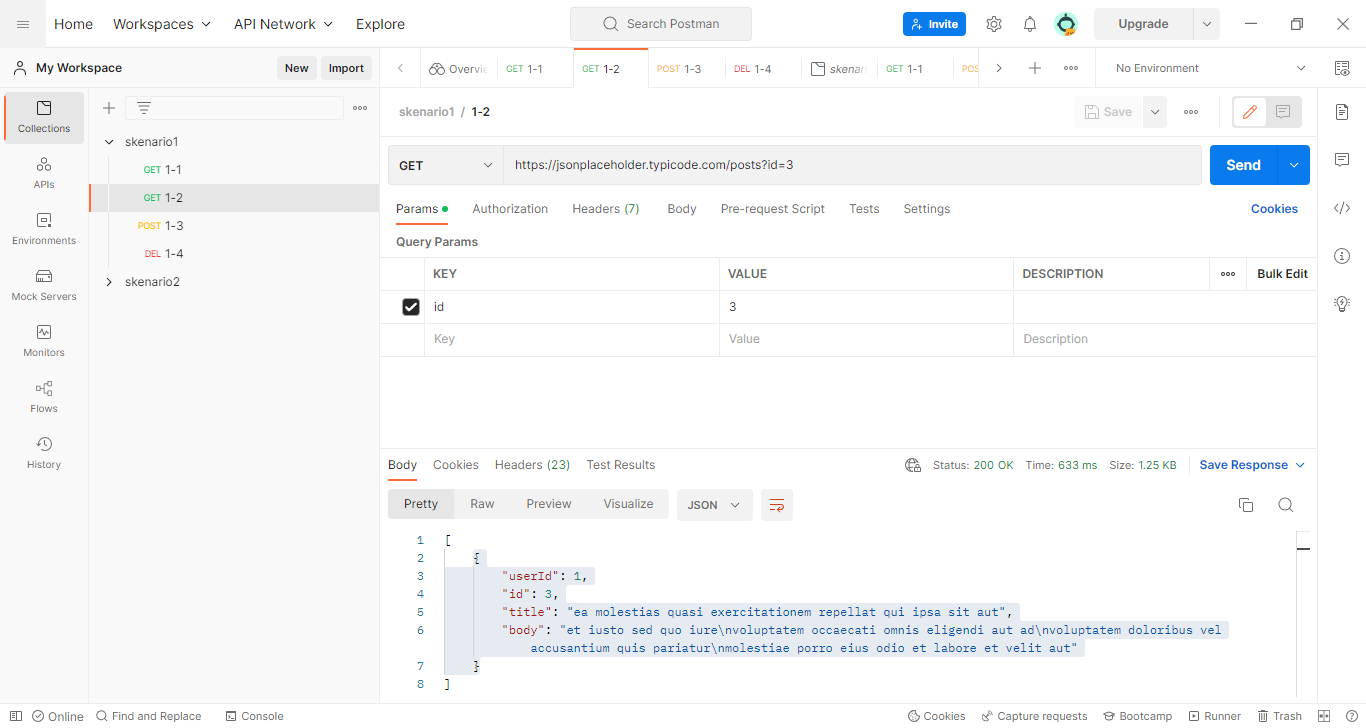 Home Workspaces API Network Explore Search Postman Invite Upgrade
My Workspace New Import Overvie GET 1-1 GET 1-2 POST 1-3 DEL 1-4 skenar GET 1-1 POS No Environment
Collections
APIs
Environments
Mock Servers
Monitors
Flows
History
skenario1
GET 1-1
GET 1-2
POST 1-3
DEL 1-4
skenario2
skenario1 / 1-2 Save
GET https://jsonplaceholder.typicode.com/posts?id=3 Send
Params Authorization Headers (7) Body Pre-request Script Tests Settings Cookies
Query Params
KEY VALUE DESCRIPTION Bulk Edit
id 3
Key Value Description
Body Cookies Headers (23) Test Results Status: 200 OK Time: 633 ms Size: 1.25 KB Save Response
Pretty Raw Preview Visualize JSON
1 [
2 {
3 "userId": 1,
4 "id": 3,
5 "title": "ea molestias quasi exercitationem repellat qui ipsa sit aut",
6 "body": "et iusto sed quo iure\nvoluptatem occaecati omnis eligendi aut ad\nvoluptatem doloribus vel
accusantium quis pariatur\nmolestiae porro eius odio et labore et velit aut"
7 }
8 ]
Online Find and Replace Console Cookies Capture requests Bootcamp Runner Trash